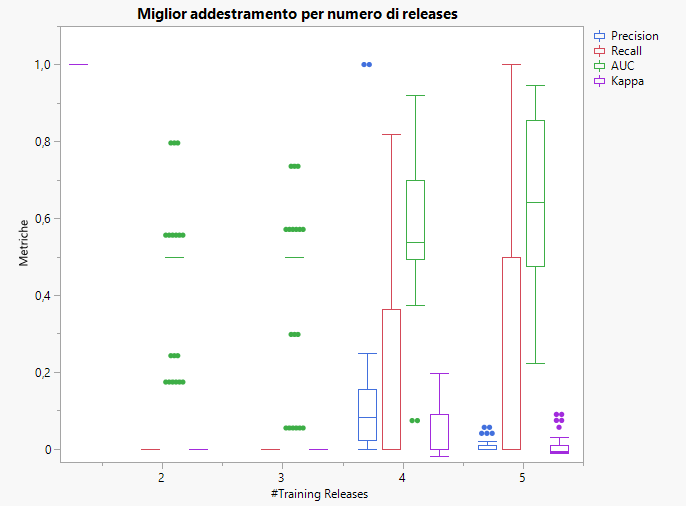 Miglior addestramento per numero di releases
Precision
Recall
AUC
Kappa
Metriche
1,0
0,8
0,6
0,4
0,2
0
2
3
4
5
#Training Releases